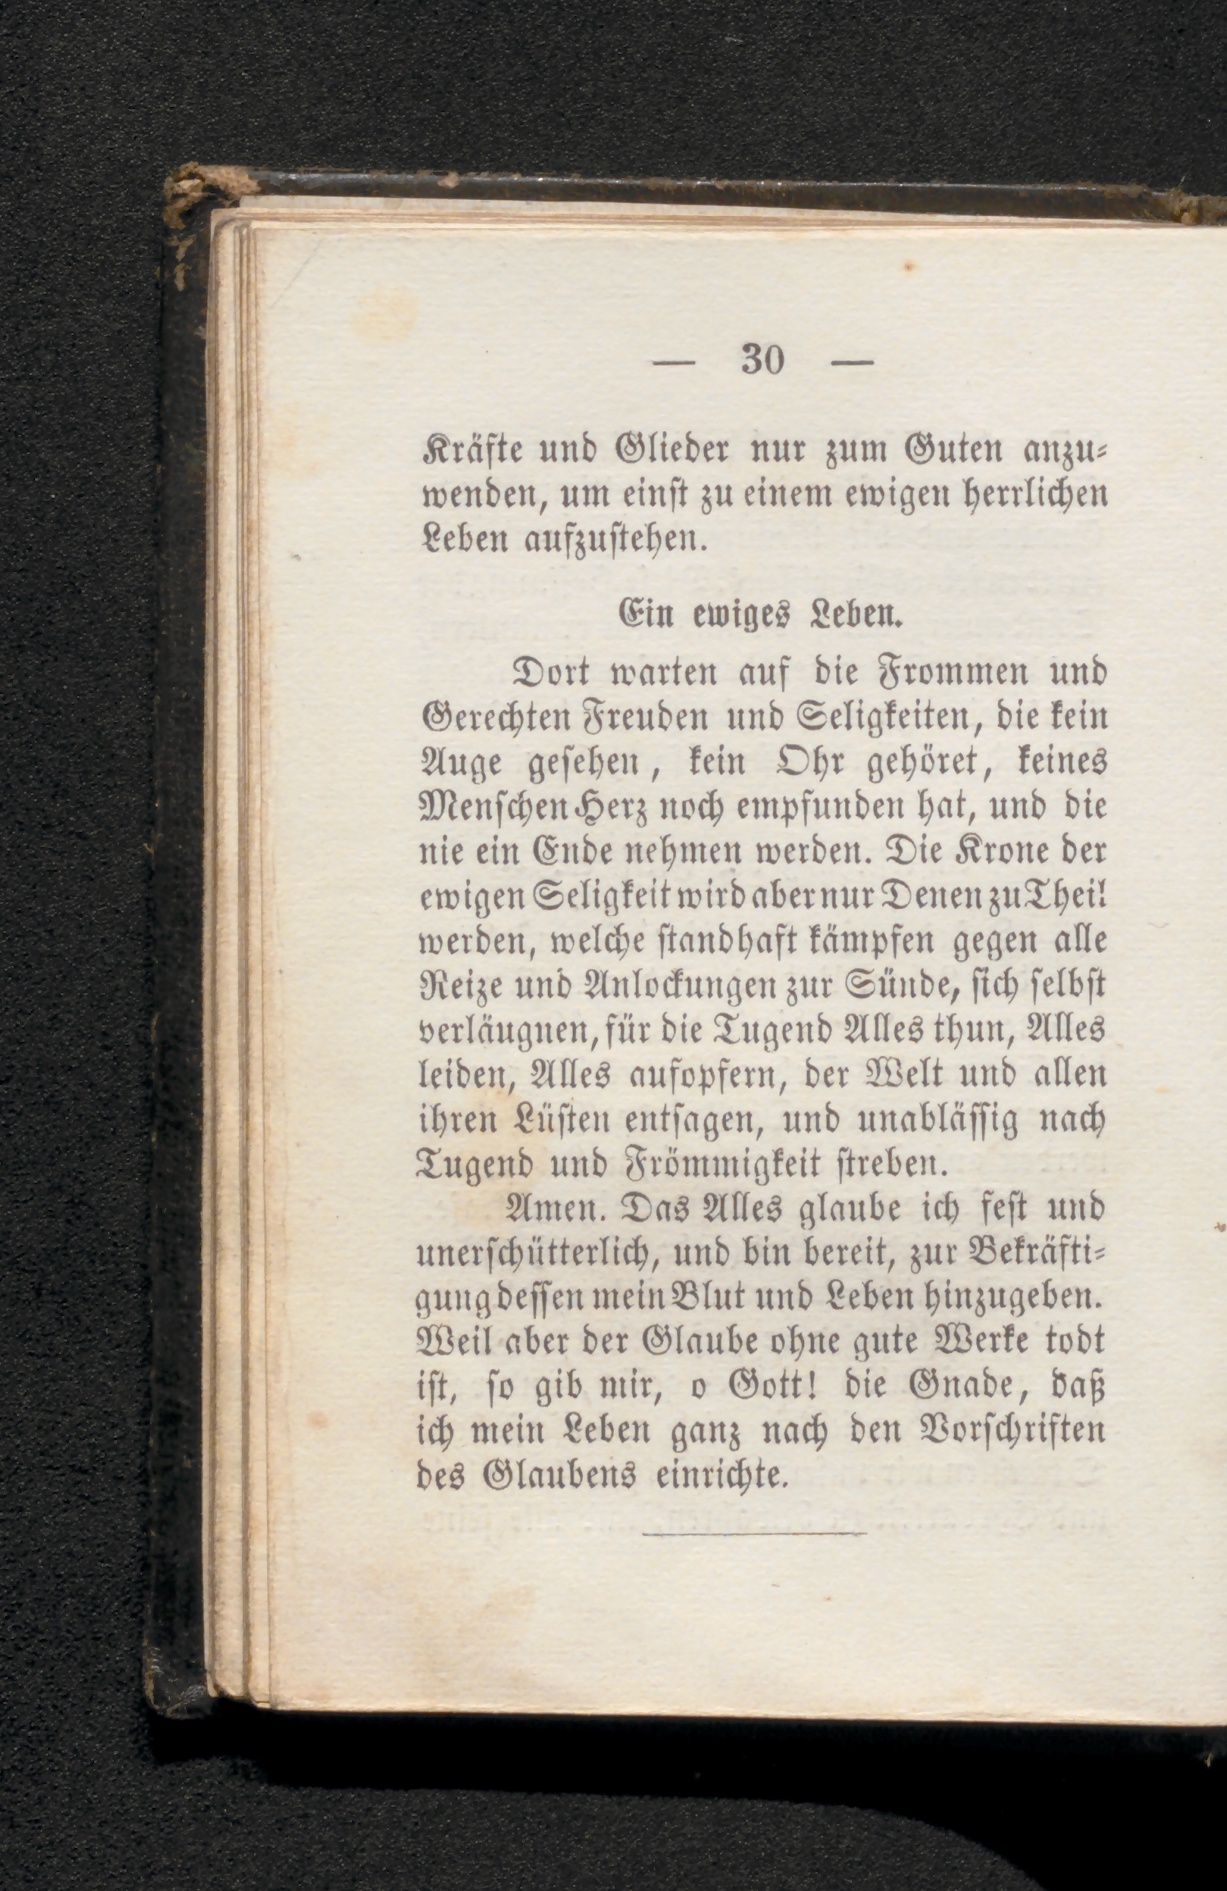 — 30 —
Kräfte und Glieder nur zum Guten anzu-
wenden, um einst zu einem ewigen herrlichen
Leben aufzustehen.
Ein ewiges Leben.
Dort warten auf die Frommen und
Gerechten Freuden und Seligkeiten, die kein
Auge gesehen, kein Ohr gehöret, keines
Menschen Herz noch empfunden hat, und die
nie ein Ende nehmen werden. Die Krone der
ewigen Seligkeit wird aber nur Denen zu Theil
werden, welche standhaft kämpfen gegen alle
Reize und Anlockungen zur Sünde, sich selbst
verläugnen, für die Tugend Alles thun, Alles
leiden, Alles aufopfern, der Welt und allen
ihren Lüsten entsagen, und unablässig nach
Tugend und Frömmigkeit streben.
Amen. Das Alles glaube ich fest und
unerschütterlich, und bin bereit, zur Bekräfti-
gung dessen mein Blut und Leben hinzugeben.
Weil aber der Glaube ohne gute Werke todt
ist, so gib mir, o Gott! die Gnade, daß
ich mein Leben ganz nach den Vorschriften
des Glaubens einrichte.